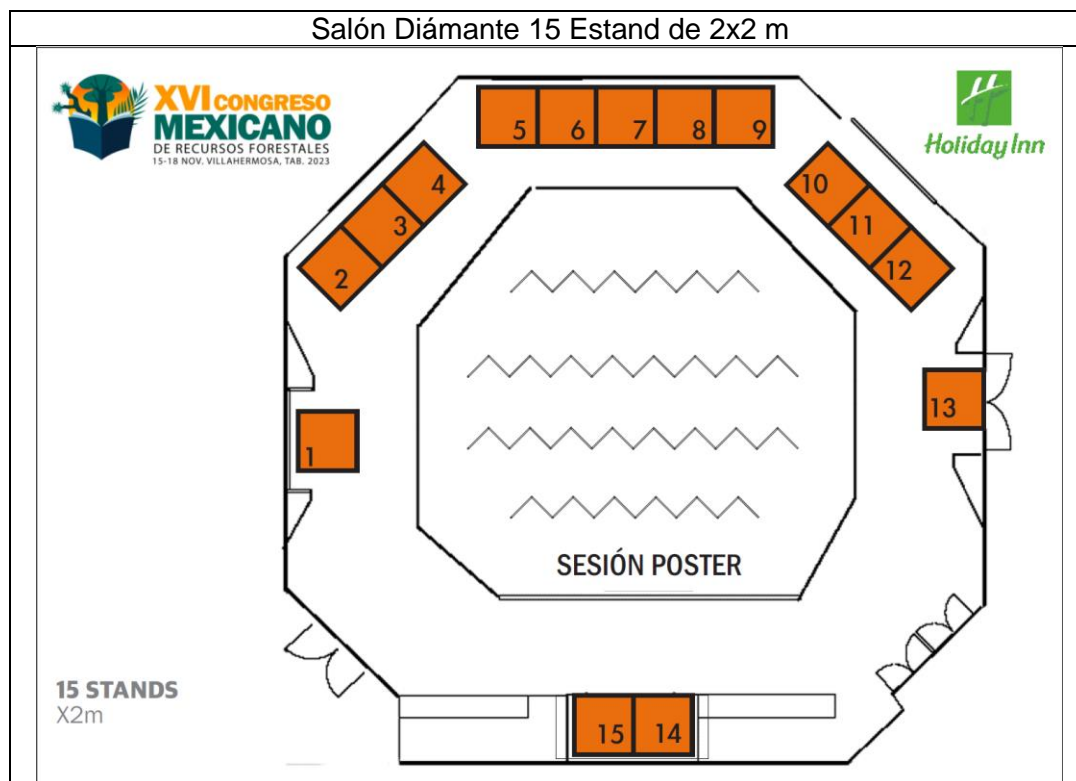 Salón Diámante 15 Estand de 2x2 m
XVI CONGRESO
MEXICANO
DE RECURSOS FORESTALES
15-18 NOV. VILLAHERMOSA, TAB. 2023
Holiday Inn
5 6 7 8 9
4
3
2
10
11
12
1
13
SESIÓN POSTER
15 STANDS
X2m
15 14